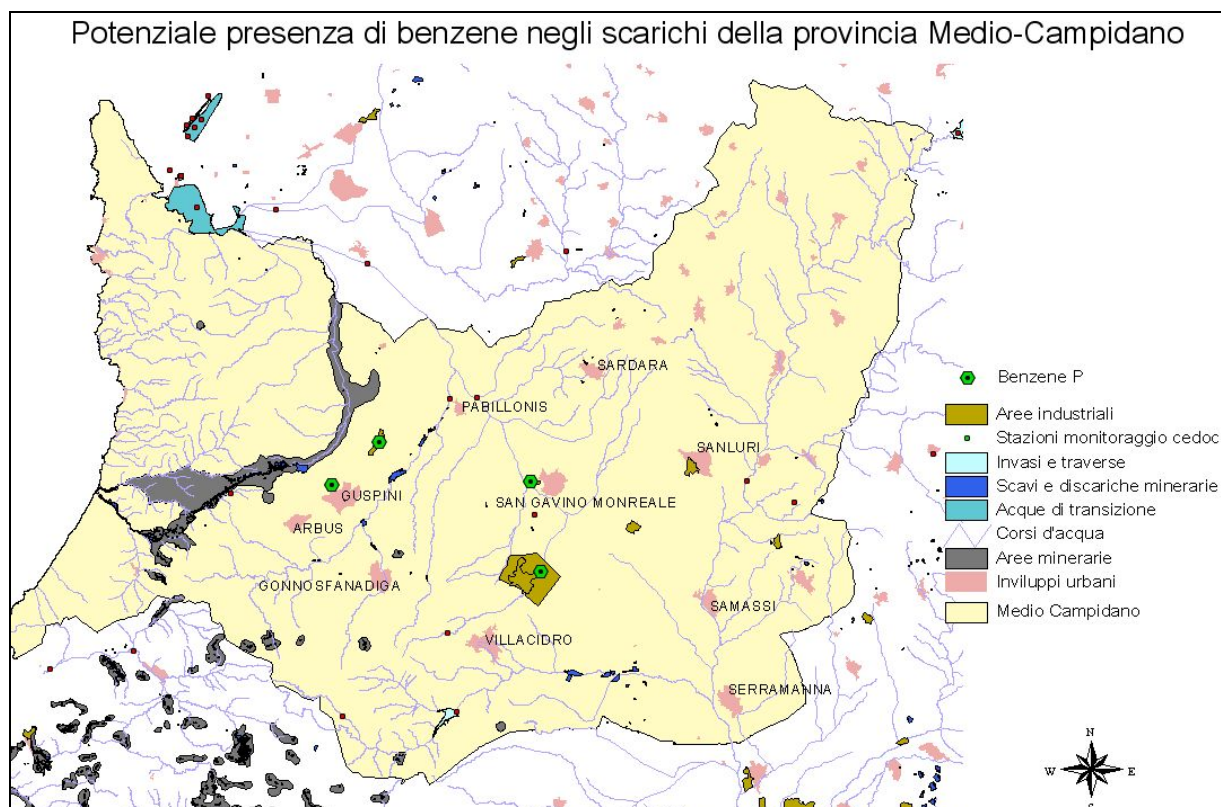 Potenziale presenza di benzene negli scarichi della provincia Medio-Campidano
SARDARA
PABILLONIS
SANLURI
GUSPINI
SAN GAVINO MONREALE
ARBUS
GONNOSFANADIGA
SAMASSI
VILLACIDRO
SERRAMANNA
Benzene P
Aree industriali
Stazioni monitoraggio cedoc
Invasi e traverse
Scavi e discariche minerarie
Acque di transizione
Corsi d'acqua
Aree minerarie
Inviluppi urbani
Medio Campidano
N
W E
S